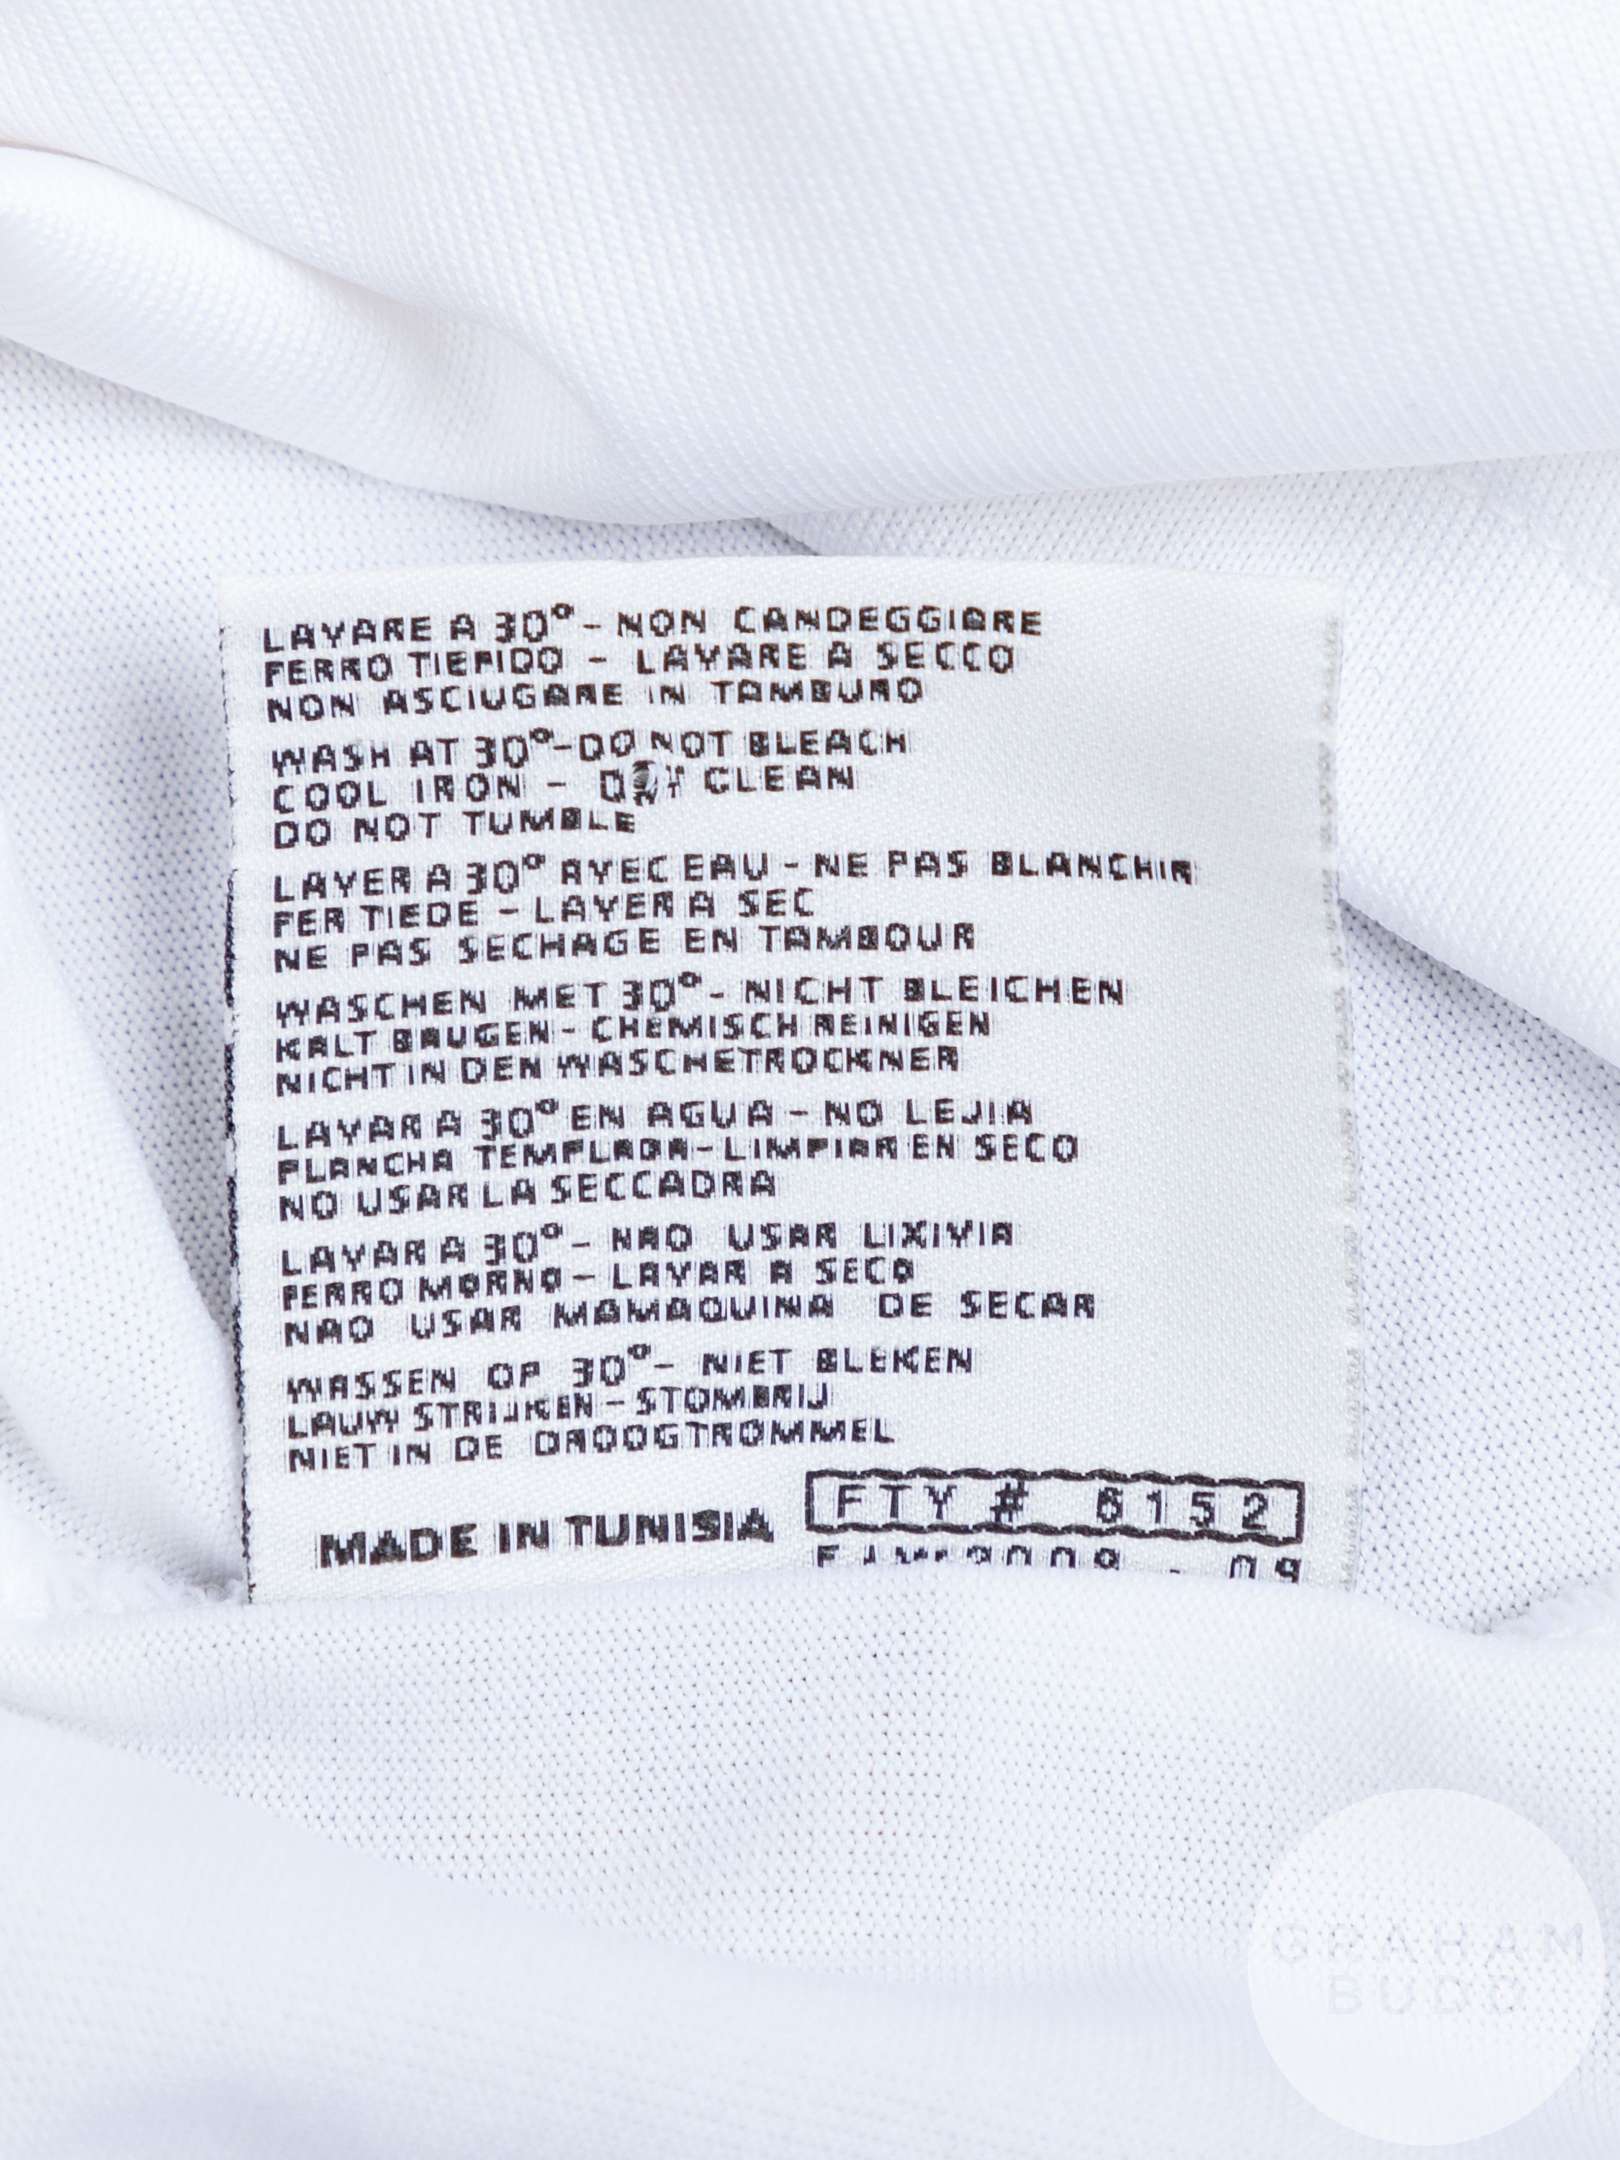 LAVARE A 30° - NON CANDEGGIARE
FERRO TIEPIDO - LAVARE A SECCO
NON ASCIUGARE IN TAMBURO
WASH AT 30° - DO NOT BLEACH
COOL IRON - DRY CLEAN
DO NOT TUMBLE
LAVER A 30° AVEC EAU - NE PAS BLANCHIR
FER TIEDE - LAVER A SEC
NE PAS SECHAGE EN TAMBOUR
WASCHEN MET 30° - NICHT BLEICHEN
KALT BAUGEN - CHEMISCH REINIGEN
NICHT IN DEN WASCHETROCKNER
LAVAR A 30° EN AGUA - NO LEJIA
PLANCHA TEMPLADA - LIMPIAR EN SECO
NO USAR LA SECCADRA
LAVAR A 30° - NAO USAR LIXIVIA
FERRO MORNO - LAVAR A SECO
NAO USAR MAMAQUINA DE SECAR
WASSEN OP 30° - NIET BLEKEN
LAUW STRIJKEN - STOMBRIJ
NIET IN DE DROOGTROMMEL
MADE IN TUNISIA
FTY # 6152
GRAHAM
BUDD